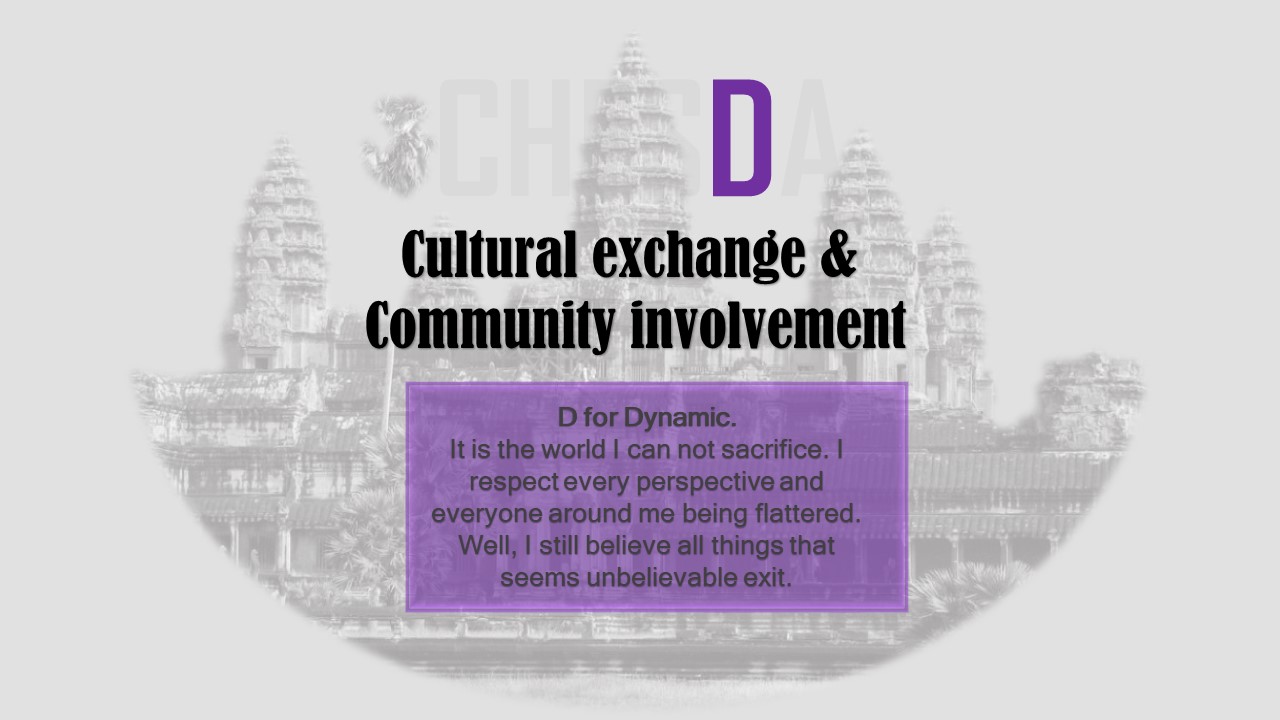 CHESDA
Cultural exchange &
Community involvement
D for Dynamic.
It is the world I can not sacrifice. I
respect every perspective and
everyone around me being flattered.
Well, I still believe all things that
seems unbelievable exit.